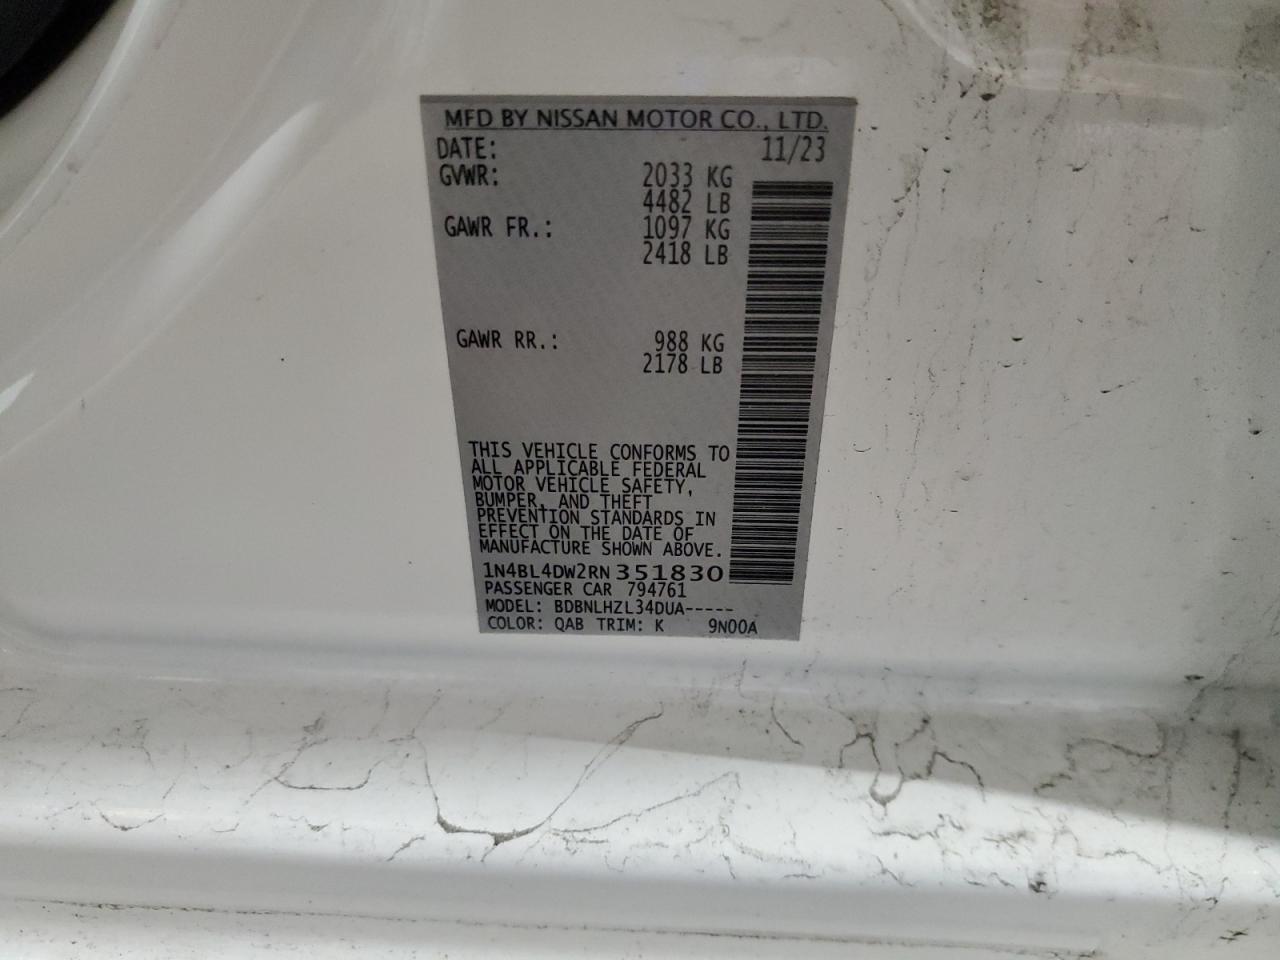 MFD BY NISSAN MOTOR CO., LTD.
DATE: 11/23
GVWR: 2033 KG
4482 LB
GAWR FR.: 1097 KG
2418 LB
GAWR RR.: 988 KG
2178 LB
THIS VEHICLE CONFORMS TO
ALL APPLICABLE FEDERAL
MOTOR VEHICLE SAFETY,
BUMPER, AND THEFT
PREVENTION STANDARDS IN
EFFECT ON THE DATE OF
MANUFACTURE SHOWN ABOVE.
1N4BL4DW2RN351830
PASSENGER CAR 794761
MODEL: BDBNLHZL34DUA-----
COLOR: QAB TRIM: K 9N00A